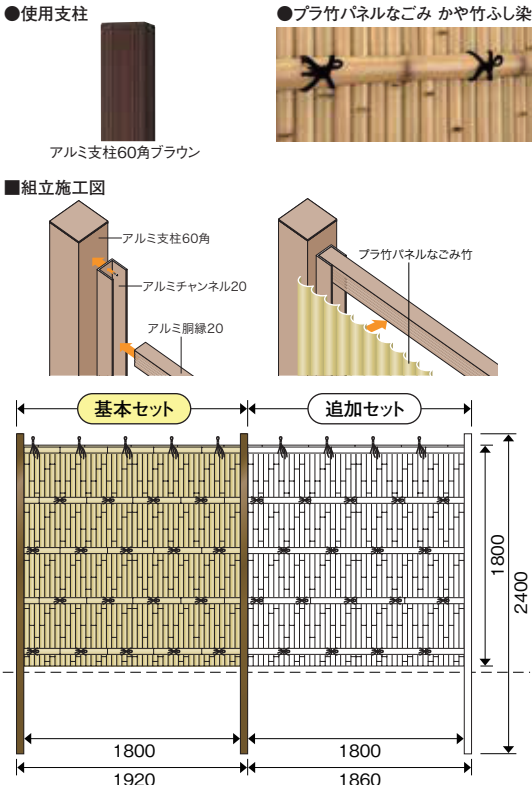 ●使用支柱
●プラ竹パネルなごみ かや竹ふし染
アルミ支柱60角ブラウン
■組立施工図
アルミ支柱60角
アルミチャンネル20
アルミ胴縁20
プラ竹パネルなごみ竹
基本セット
追加セット
1800
2400
1800
1800
1920
1860